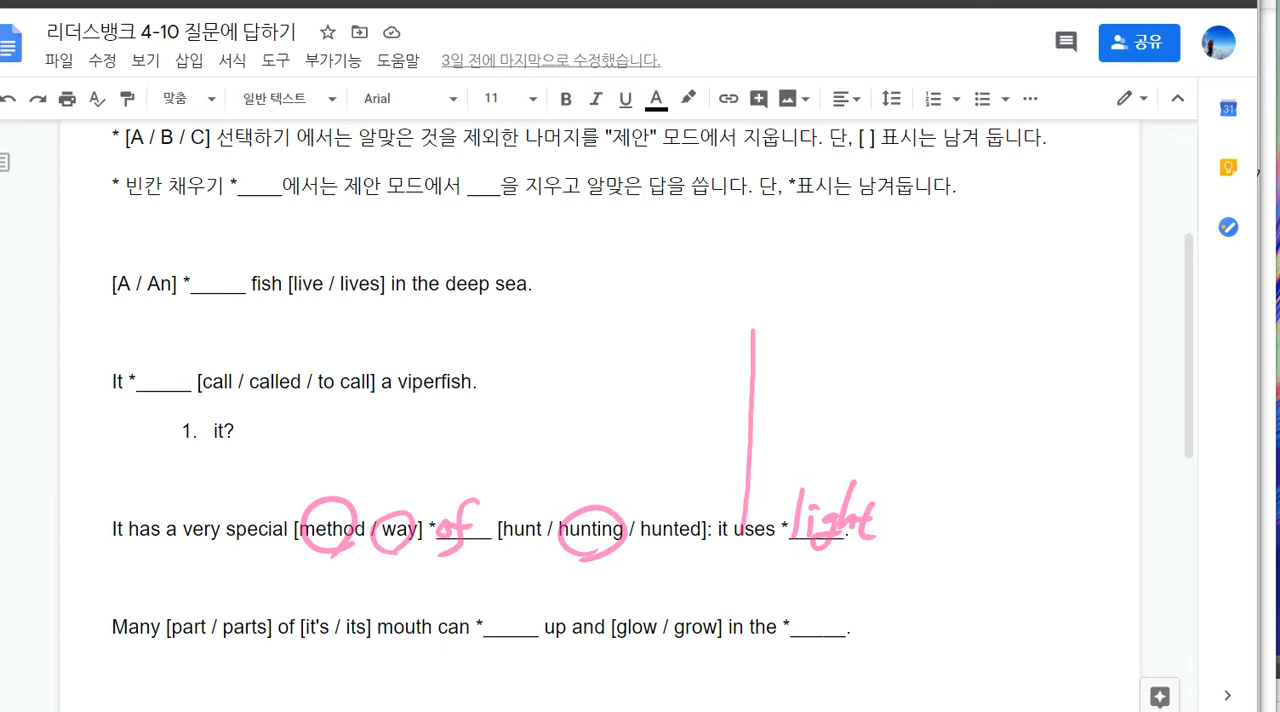 리더스뱅크 4-10 질문에 답하기
파일 수정 보기 삽입 서식 도구 부가기능 도움말 3일 전에 마지막으로 수정했습니다.
공유
맞춤 일반 텍스트 Arial 11 B I U A
31
* [A / B / C] 선택하기 에서는 알맞은 것을 제외한 나머지를 "제안" 모드에서 지웁니다. 단, [ ] 표시는 남겨 둡니다.
* 빈칸 채우기 *_____에서는 제안 모드에서 ___을 지우고 알맞은 답을 씁니다. 단, *표시는 남겨둡니다.
[A / An] *_____ fish [live / lives] in the deep sea.
It *_____ [call / called / to call] a viperfish.
1. it?
It has a very special [method / way] *_____ of [hunt / hunting / hunted]: it uses *_____. light
Many [part / parts] of [it's / its] mouth can *_____ up and [glow / grow] in the *_____.